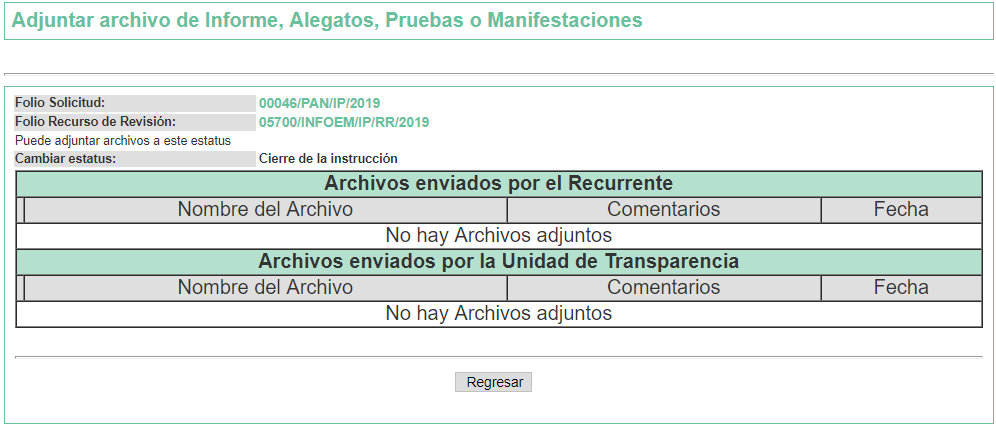 Adjuntar archivo de Informe, Alegatos, Pruebas o Manifestaciones
Folio Solicitud: 00046/PAN/IP/2019
Folio Recurso de Revisión: 05700/INFOEM/IP/RR/2019
Puede adjuntar archivos a este estatus
Cambiar estatus: Cierre de la instrucción
Archivos enviados por el Recurrente
Nombre del Archivo Comentarios Fecha
No hay Archivos adjuntos
Archivos enviados por la Unidad de Transparencia
Nombre del Archivo Comentarios Fecha
No hay Archivos adjuntos
Regresar